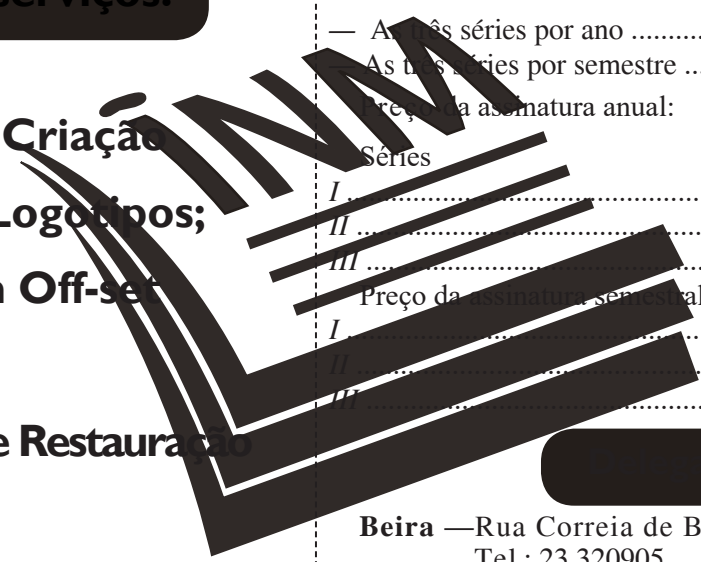 serviços:
Criação
Logotipos;
Off-set
e Restauração
INM
— As três séries por ano ..........
— As três séries por semestre ..
Preço da assinatura anual:
Séries
I ..................................................
II ................................................
III ...............................................
Preço da assinatura semestral
I ..................................................
II ................................................
III ...............................................
Beira —Rua Correia de B
Tel.: 23 320905